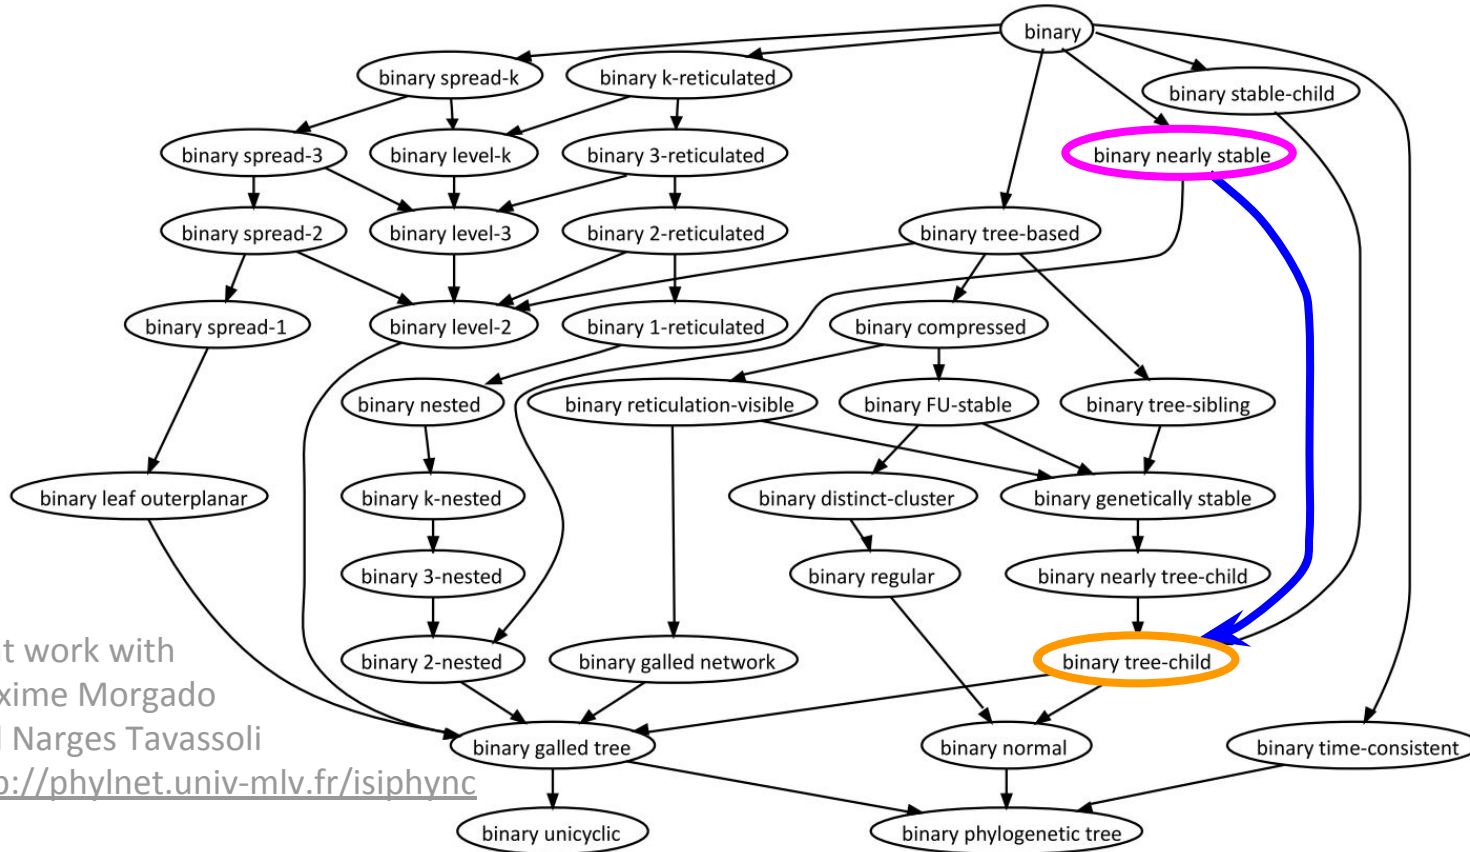 binary
binary spread-k
binary k-reticulated
binary stable-child
binary spread-3
binary level-k
binary 3-reticulated
binary nearly stable
binary spread-2
binary level-3
binary 2-reticulated
binary tree-based
binary spread-1
binary level-2
binary 1-reticulated
binary compressed
binary nested
binary reticulation-visible
binary FU-stable
binary tree-sibling
binary leaf outerplanar
binary k-nested
binary distinct-cluster
binary genetically stable
binary 3-nested
binary regular
binary nearly tree-child
binary 2-nested
binary galled network
binary tree-child
binary galled tree
binary normal
binary time-consistent
binary unicyclic
binary phylogenetic tree
work with
Morgado
Narges Tavassoli
://phylnet.univ-mlv.fr/isiphync